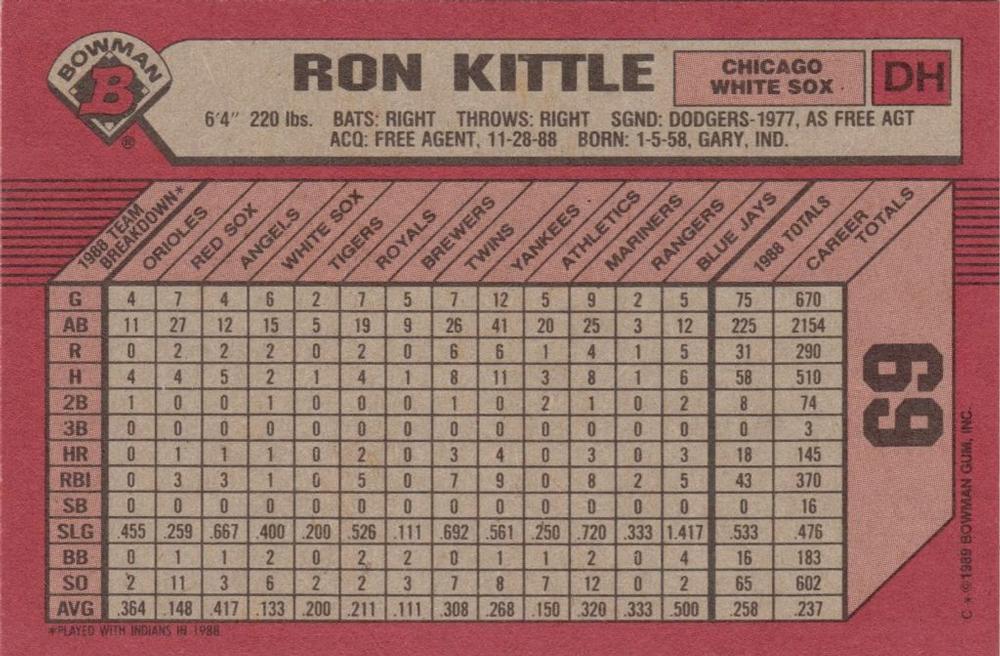 BOWMAN
B
®
RON KITTLE
CHICAGO
WHITE SOX
DH
6'4" 220 lbs. BATS: RIGHT THROWS: RIGHT SGND: DODGERS-1977, AS FREE AGT
ACQ: FREE AGENT, 11-28-88 BORN: 1-5-58, GARY, IND.
1988 TEAM BREAKDOWN* ORIOLES RED SOX ANGELS WHITE SOX TIGERS ROYALS BREWERS TWINS YANKEES ATHLETICS MARINERS RANGERS BLUE JAYS 1988 TOTALS CAREER TOTALS
G 4 7 4 6 2 7 5 7 12 5 9 2 5 75 670
AB 11 27 12 15 5 19 9 26 41 20 25 3 12 225 2154
R 0 2 2 2 0 2 0 6 6 1 4 1 5 31 290
H 4 4 5 2 1 4 1 8 11 3 8 1 6 58 510
2B 1 0 0 1 0 0 0 1 0 2 1 0 2 8 74
3B 0 0 0 0 0 0 0 0 0 0 0 0 0 0 3
HR 0 1 1 1 0 2 0 3 4 0 3 0 3 18 145
RBI 0 3 3 1 0 5 0 7 9 0 8 2 5 43 370
SB 0 0 0 0 0 0 0 0 0 0 0 0 0 0 16
SLG .455 .259 .667 .400 .200 .526 .111 .692 .561 .250 .720 .333 1.417 .533 .476
BB 0 1 1 2 0 2 2 0 1 1 2 0 4 16 183
SO 2 11 3 6 2 2 3 7 8 7 12 0 2 65 602
AVG .364 .148 .417 .133 .200 .211 .111 .308 .268 .150 .320 .333 .500 .258 .237
*PLAYED WITH INDIANS IN 1988.
69
C * © 1989 BOWMAN GUM, INC.